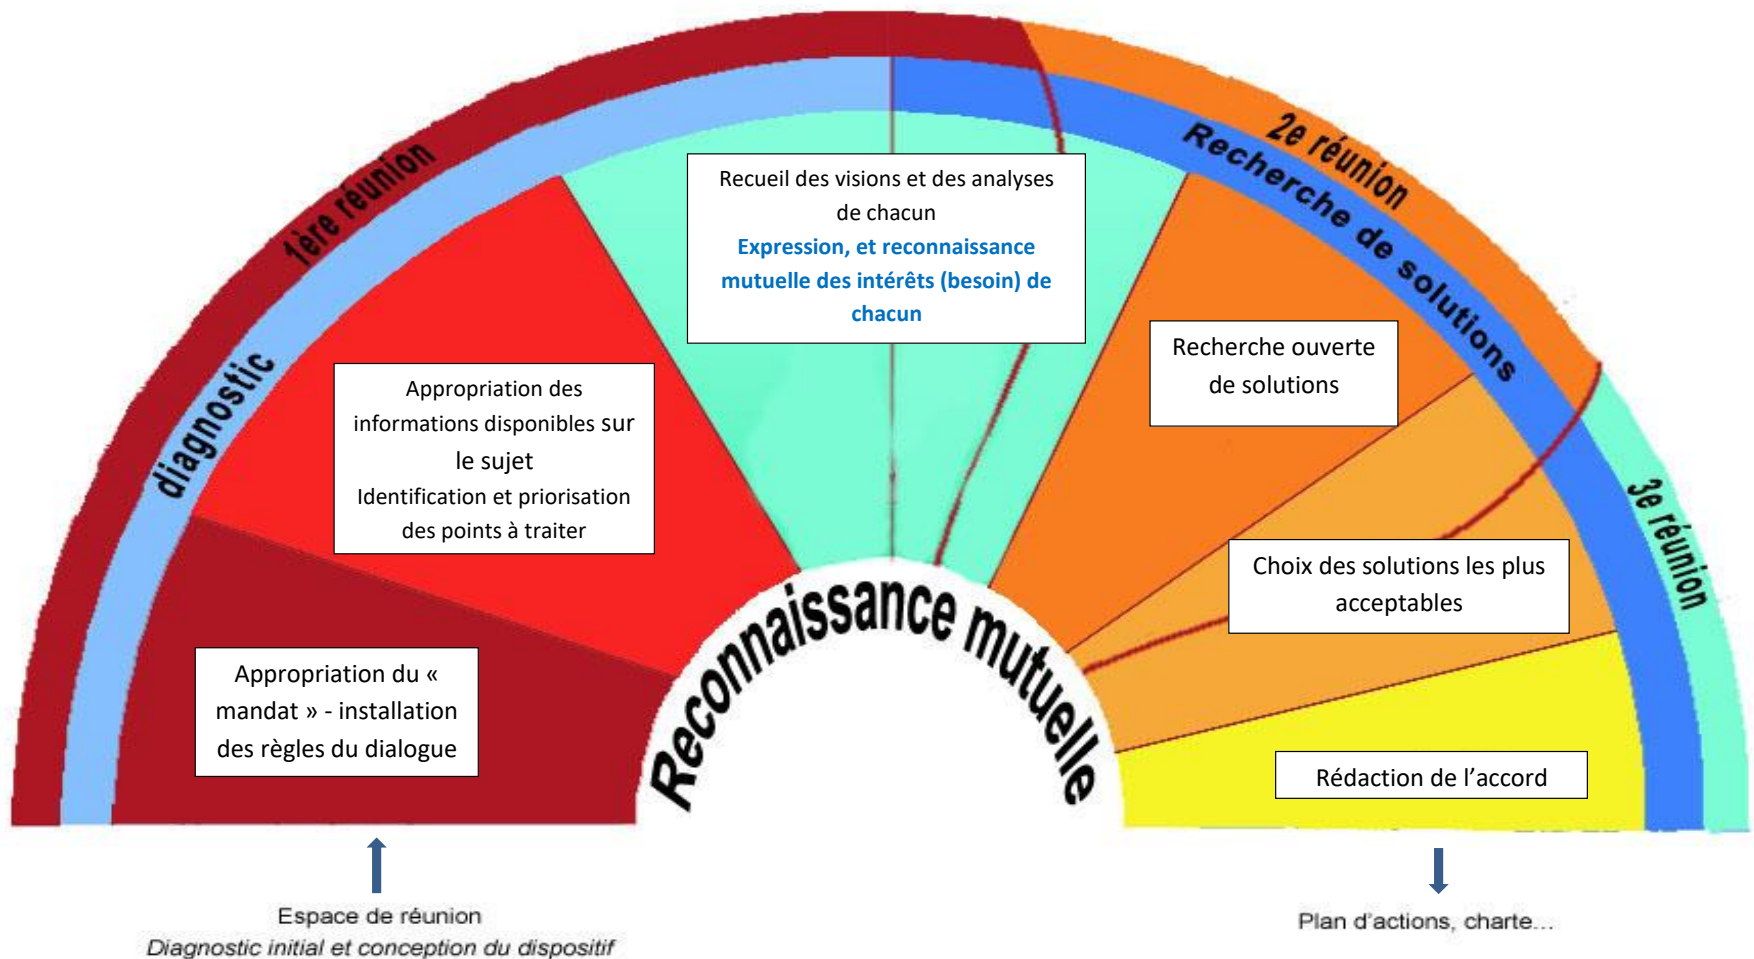 1ère réunion
2e réunion
3e réunion
diagnostic
Recherche de solutions
Recueil des visions et des analyses
de chacun
Expression, et reconnaissance
mutuelle des intérêts (besoin) de
chacun
Appropriation des
informations disponibles sur
le sujet
Identification et priorisation
des points à traiter
Recherche ouverte
de solutions
Choix des solutions les plus
acceptables
Appropriation du «
mandat » - installation
des règles du dialogue
Rédaction de l’accord
Reconnaissance mutuelle
Espace de réunion
Diagnostic initial et conception du dispositif
Plan d'actions, charte...